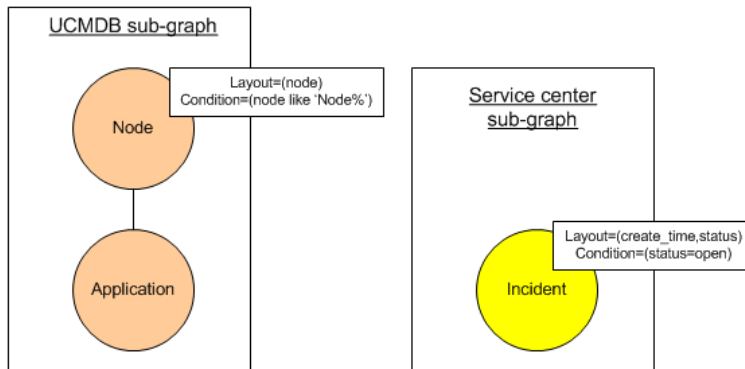 UCMDB sub-graph
Layout=(node)
Condition=(node like ‘Node%’)
Node
Application
Service center
sub-graph
Layout=(create_time,status)
Condition=(status=open)
Incident